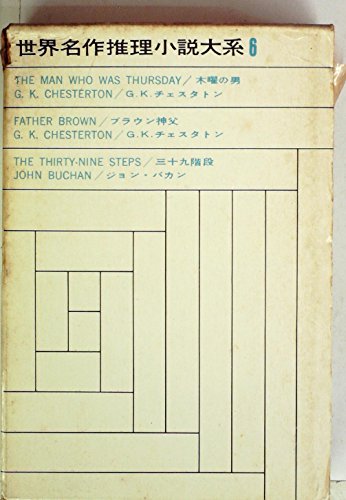 世界名作推理小説大系6
THE MAN WHO WAS THURSDAY/木曜の男
G. K. CHESTERTON/G.K.チェスタトン
FATHER BROWN/ブラウン神父
G. K. CHESTERTON/G.K.チェスタトン
THE THIRTY-NINE STEPS/三十九階段
JOHN BUCHAN/ジョン・バカン